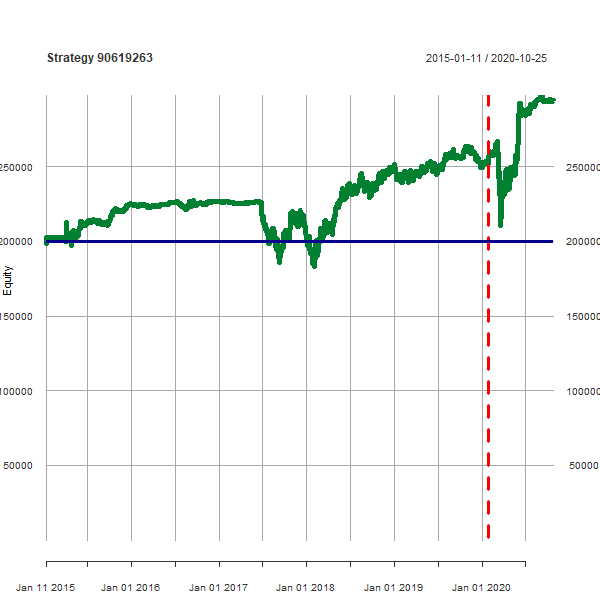 Strategy 90619263
2015-01-11 / 2020-10-25
250000
250000
200000
200000
Equity
150000
150000
100000
100000
50000
50000
Jan 11 2015
Jan 01 2016
Jan 01 2017
Jan 01 2018
Jan 01 2019
Jan 01 2020